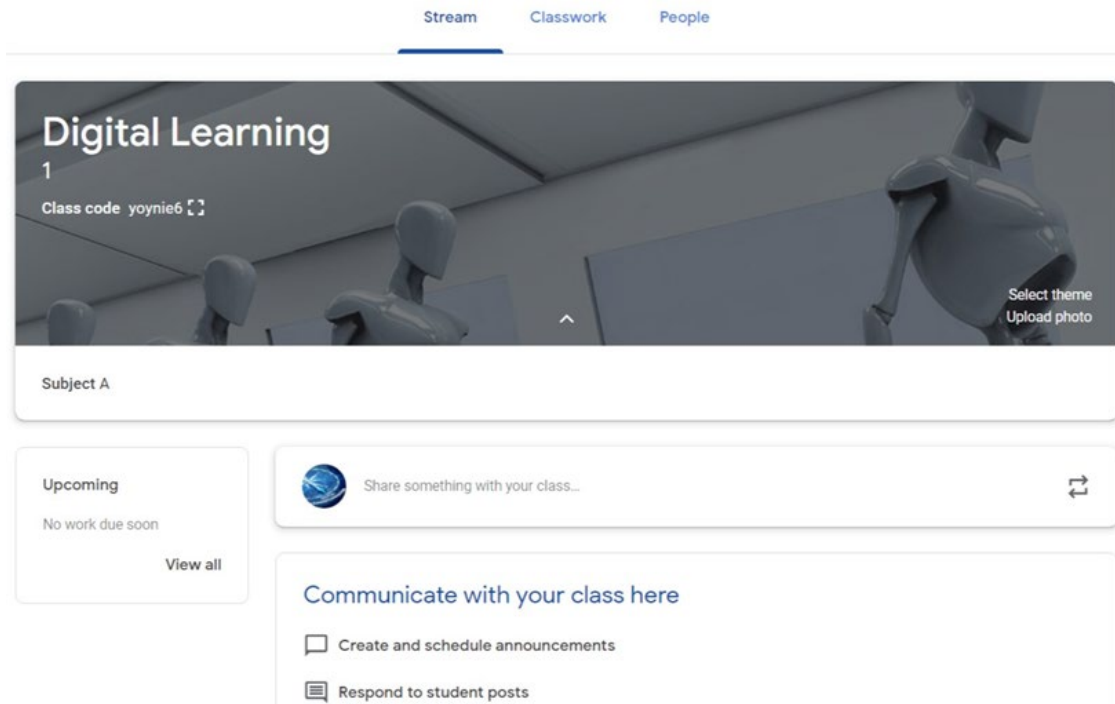 Stream Classwork People
Digital Learning
1
Class code yoynie6
Select theme
Upload photo
Subject A
Upcoming
No work due soon
View all
Share something with your class...
Communicate with your class here
Create and schedule announcements
Respond to student posts